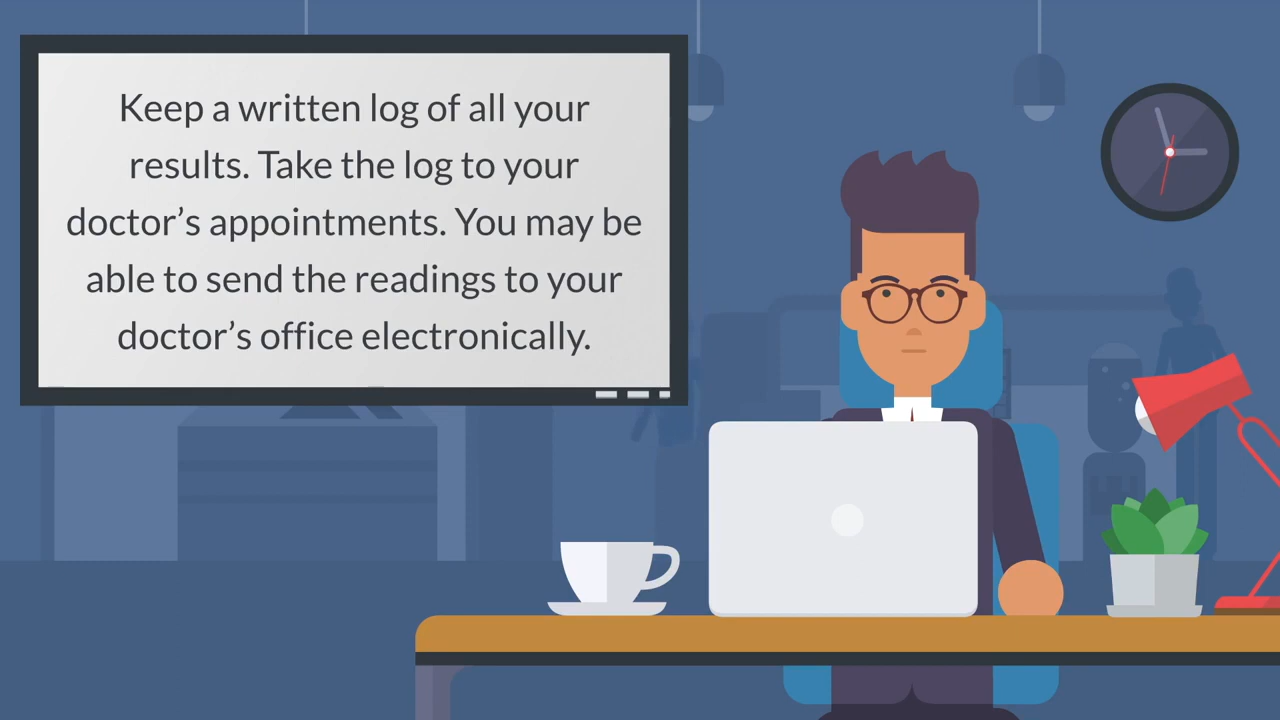 Keep a written log of all your
results. Take the log to your
doctor’s appointments. You may be
able to send the readings to your
doctor’s office electronically.